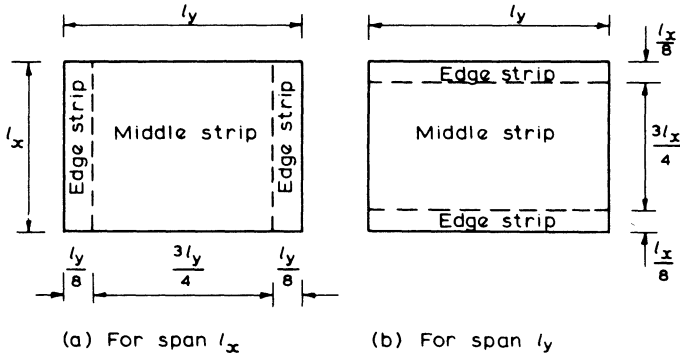 l_y
l_x
Edge strip
Middle strip
Edge strip
l_y/8
3l_y/4
l_y/8
(a) For span l_x
l_y
l_x/8
Edge strip
Middle strip
3l_x/4
Edge strip
l_x/8
(b) For span l_y